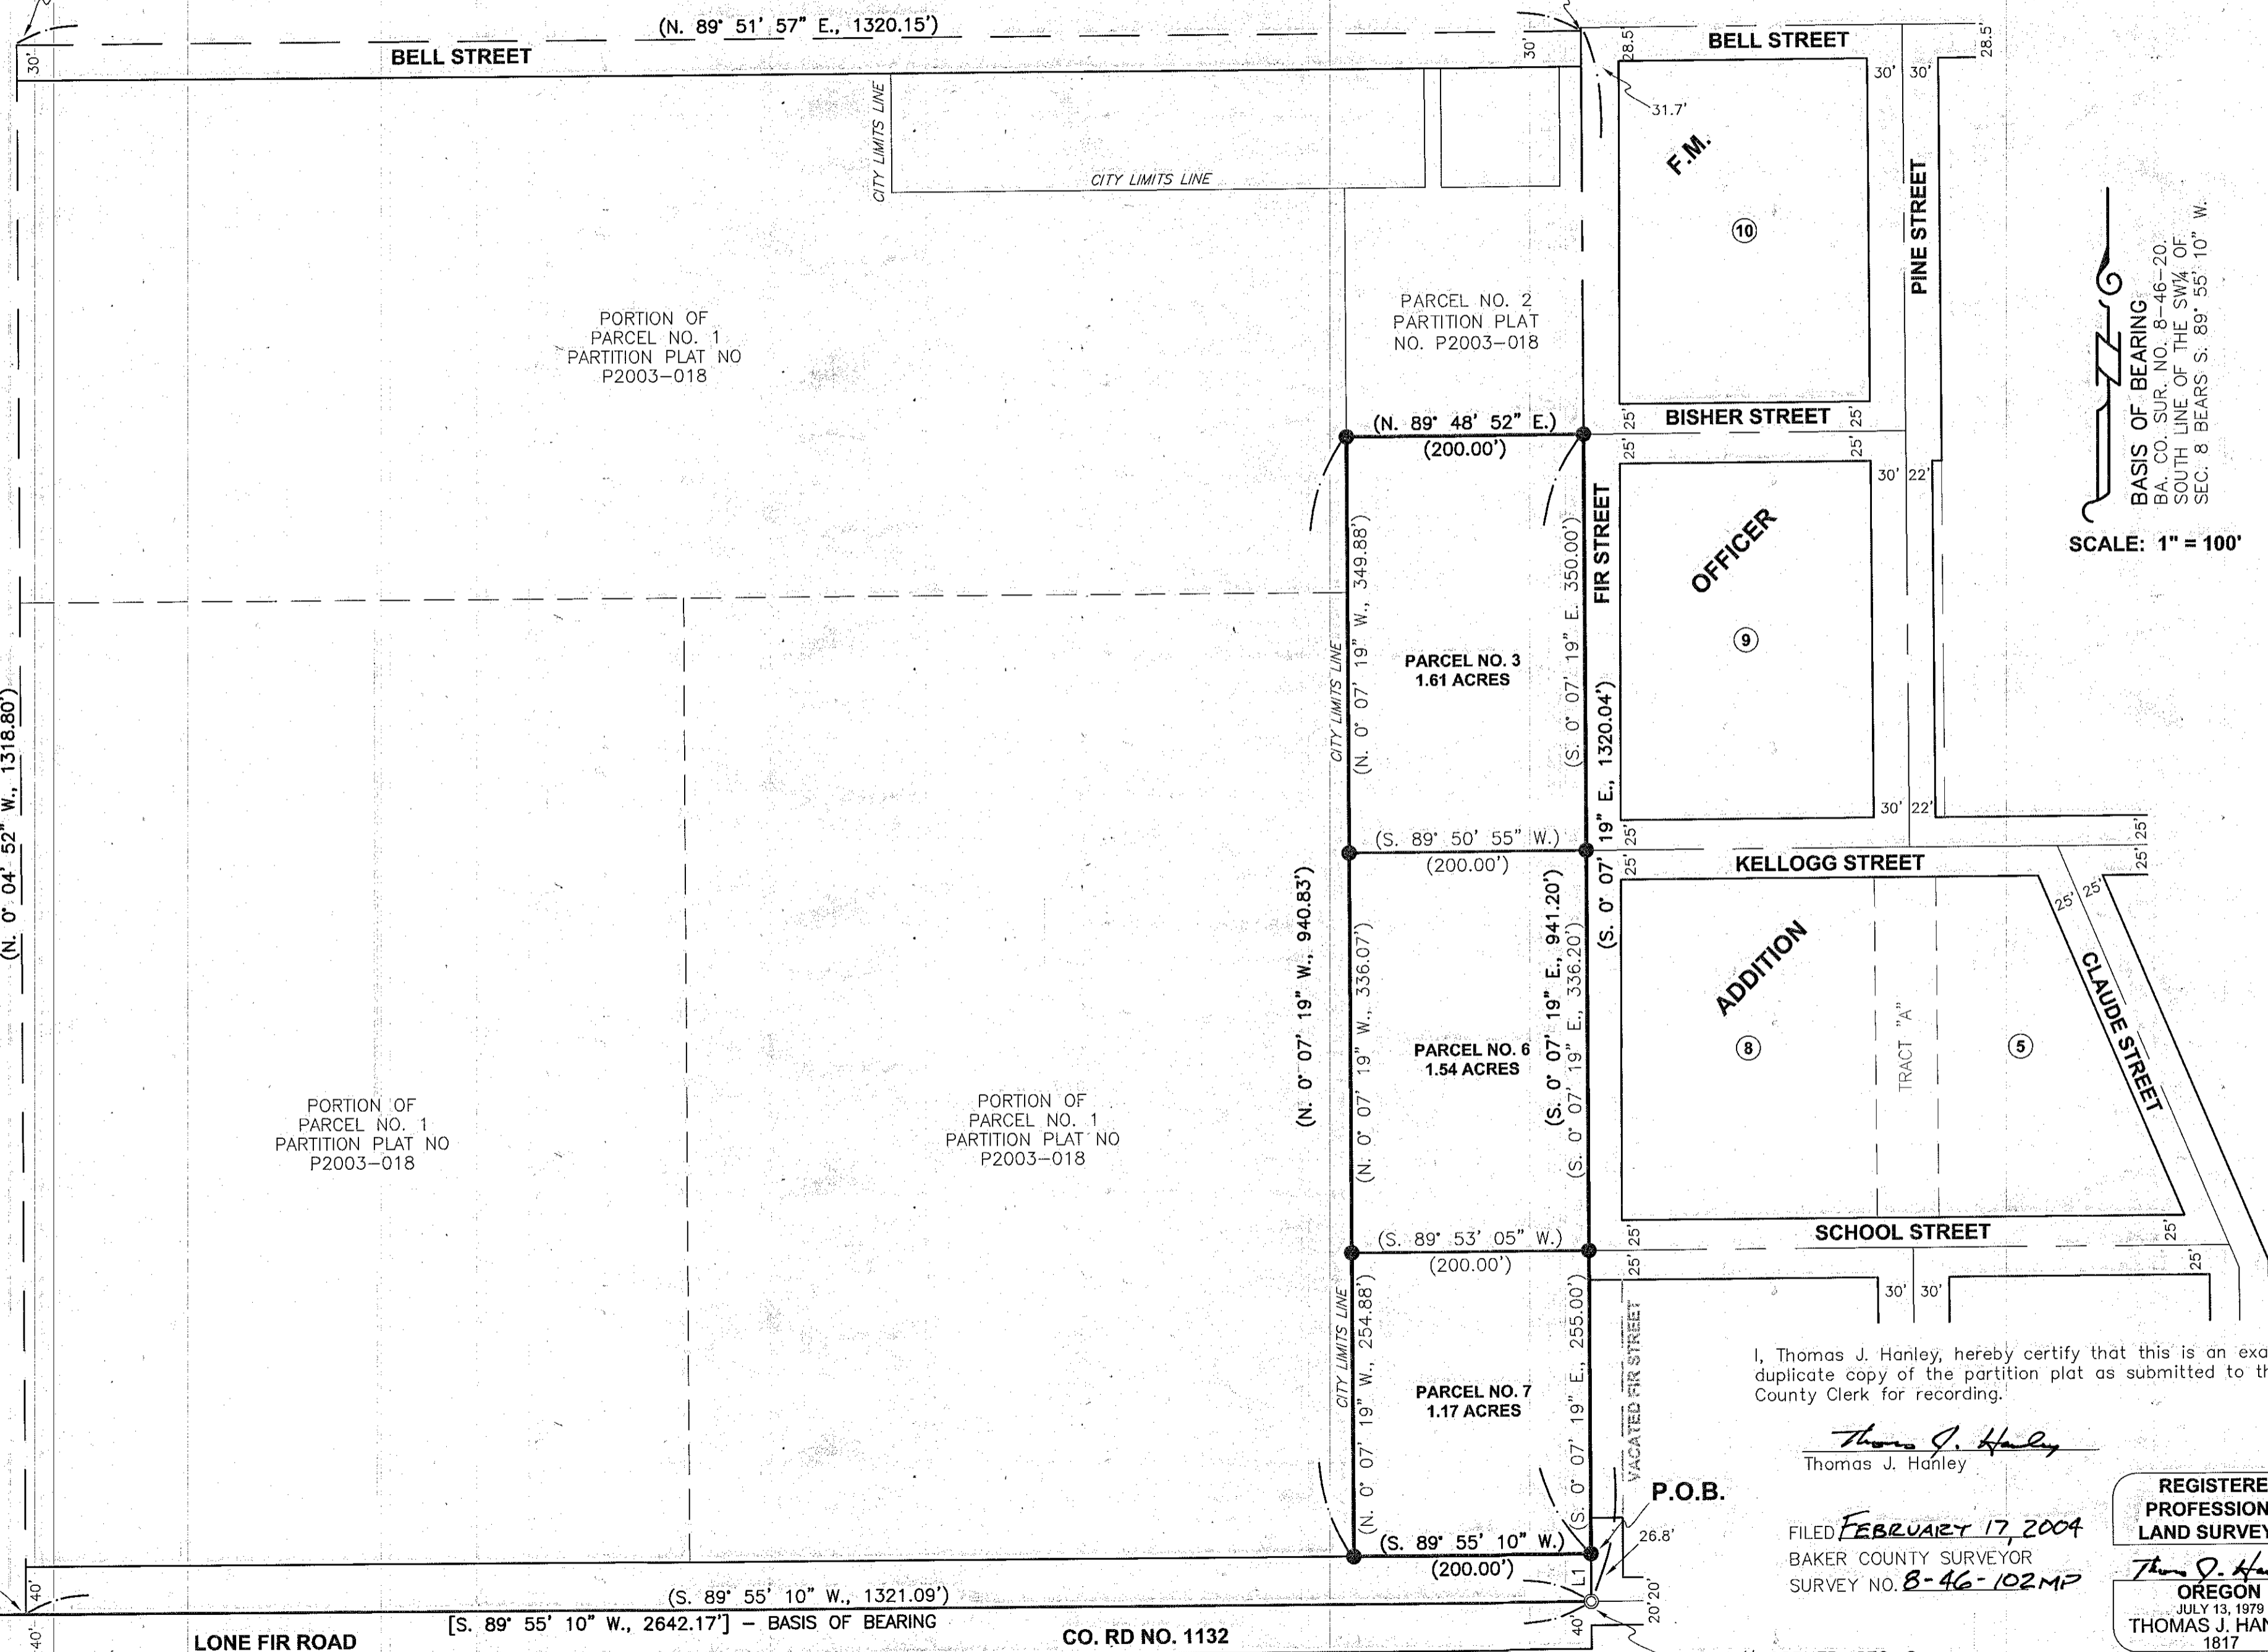 (N. 89° 51' 57" E., 1320.15')
BELL STREET
30'
30'
BELL STREET
28.5'
28.5'
30' 30'
31.7'
CITY LIMITS LINE
CITY LIMITS LINE
F.M.
10
PINE STREET
PORTION OF
PARCEL NO. 1
PARTITION PLAT NO
P2003-018
PARCEL NO. 2
PARTITION PLAT
NO. P2003-018
BASIS OF BEARING
BA. CO. SUR. NO. 8-46-20.
SOUTH LINE OF THE SW¼ OF
SEC. 8 BEARS S. 89° 55' 10" W.
SCALE: 1" = 100'
(N. 89° 48' 52" E.)
(200.00')
25'
BISHER STREET
25'
25'
25'
30' 22'
FIR STREET
OFFICER
9
(N. 0° 07' 19" W., 349.88')
(S. 0° 07' 19" E. 350.00')
CITY LIMITS LINE
PARCEL NO. 3
1.61 ACRES
(N. 0° 04' 52" W., 1318.80')
(S. 0° 07' 19" E., 1320.04')
30' 22'
(S. 89° 50' 55" W.)
(200.00')
25'
25'
KELLOGG STREET
25'
25'
25' 25'
CLAUDE STREET
ADDITION
8
TRACT "A"
5
(N. 0° 07' 19" W., 940.83')
(N. 0° 07' 19" W., 336.07')
(S. 0° 07' 19" E., 941.20')
(S. 0° 07' 19" E., 336.20')
PARCEL NO. 6
1.54 ACRES
PORTION OF
PARCEL NO. 1
PARTITION PLAT NO
P2003-018
PORTION OF
PARCEL NO. 1
PARTITION PLAT NO
P2003-018
(S. 89° 53' 05" W.)
(200.00')
25'
25'
SCHOOL STREET
25'
25'
30' 30'
CITY LIMITS LINE
(N. 0° 07' 19" W., 254.88')
(S. 0° 07' 19" E., 255.00')
VACATED FIR STREET
PARCEL NO. 7
1.17 ACRES
I, Thomas J. Hanley, hereby certify that this is an exa
duplicate copy of the partition plat as submitted to th
County Clerk for recording.
Thomas J. Hanley
Thomas J. Hanley
P.O.B.
26.8'
FILED FEBRUARY 17, 2004
BAKER COUNTY SURVEYOR
SURVEY NO. 8-46-102MP
REGISTERE
PROFESSION
LAND SURVEY
Thomas J. Ha
OREGON
JULY 13, 1979
THOMAS J. HAN
1817
(S. 89° 55' 10" W.)
(200.00')
L1
40'
20' 20'
40'
40'
(S. 89° 55' 10" W., 1321.09')
[S. 89° 55' 10" W., 2642.17'] – BASIS OF BEARING
LONE FIR ROAD
CO. RD NO. 1132